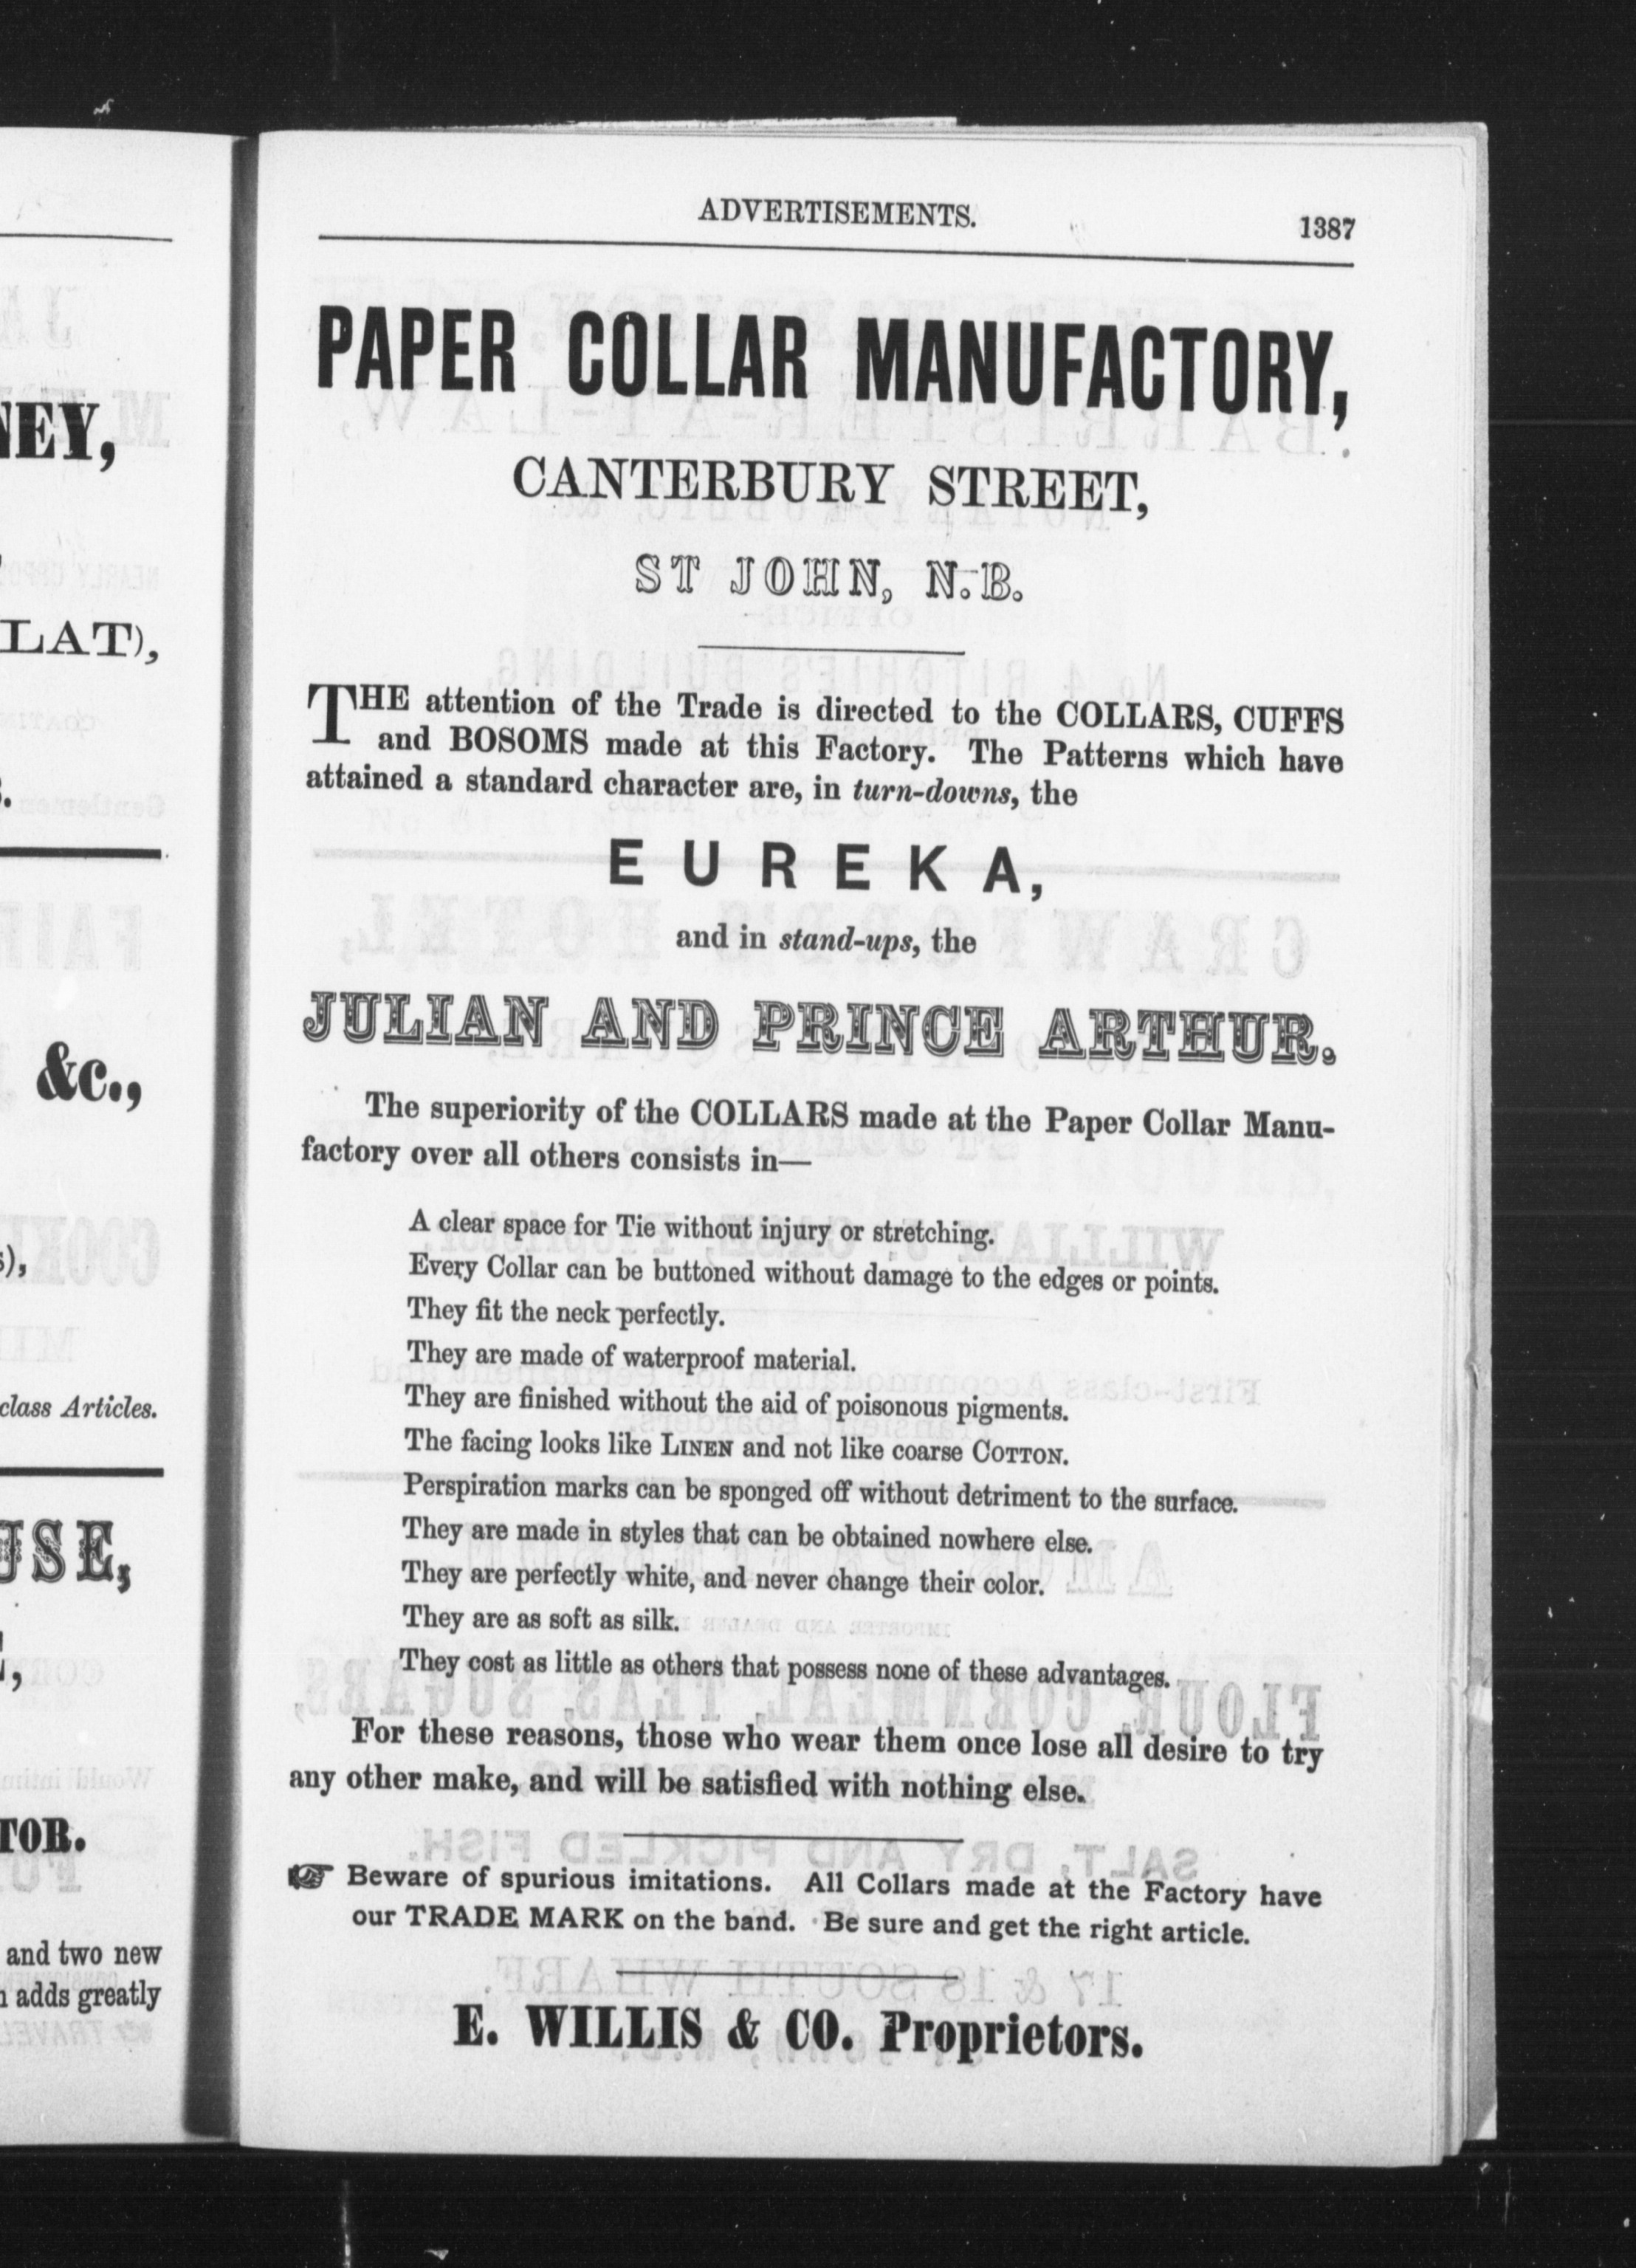 NEY,
LAT),
&c.,
class Articles.
USE,
TOR.
and two new
adds greatly
ADVERTISEMENTS.
1387
PAPER COLLAR MANUFACTORY,
CANTERBURY STREET,
ST JOHN, N.B.
THE attention of the Trade is directed to the COLLARS, CUFFS
and BOSOMS made at this Factory. The Patterns which have
attained a standard character are, in turn-downs, the
EUREKA,
and in stand-ups, the
JULIAN AND PRINCE ARTHUR.
The superiority of the COLLARS made at the Paper Collar Manu-
factory over all others consists in—
A clear space for Tie without injury or stretching.
Every Collar can be buttoned without damage to the edges or points.
They fit the neck perfectly.
They are made of waterproof material.
They are finished without the aid of poisonous pigments.
The facing looks like LINEN and not like coarse COTTON.
Perspiration marks can be sponged off without detriment to the surface.
They are made in styles that can be obtained nowhere else.
They are perfectly white, and never change their color.
They are as soft as silk.
They cost as little as others that possess none of these advantages.
For these reasons, those who wear them once lose all desire to try
any other make, and will be satisfied with nothing else.
☞ Beware of spurious imitations. All Collars made at the Factory have
our TRADE MARK on the band. Be sure and get the right article.
E. WILLIS & CO. Proprietors.